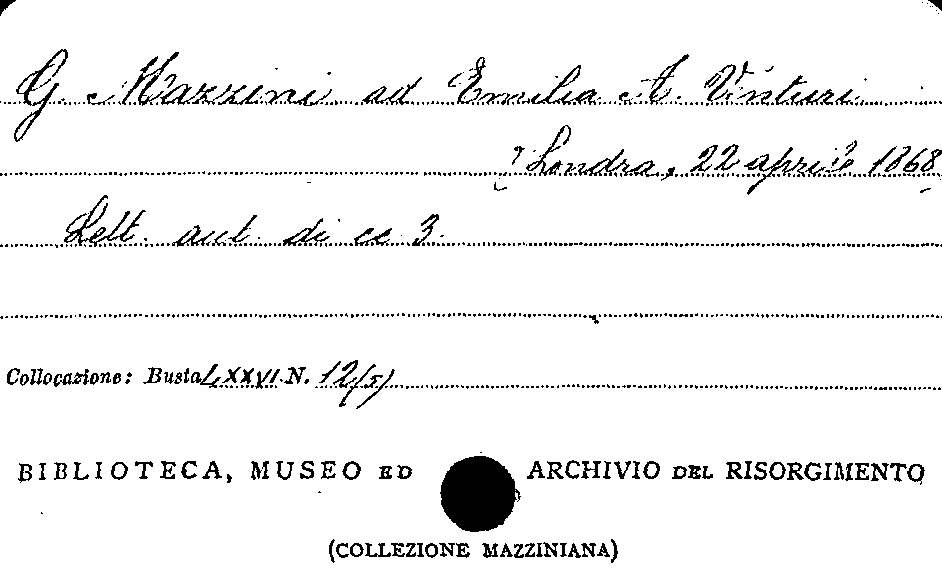 G. Mazzini ad Emilia A. Venturi
[Londra, 22 aprile 1868]
Lett. aut. di cc 3.
Collocazione: Busta LXXVI N. 12(5)
BIBLIOTECA, MUSEO ED ARCHIVIO DEL RISORGIMENTO
(COLLEZIONE MAZZINIANA)